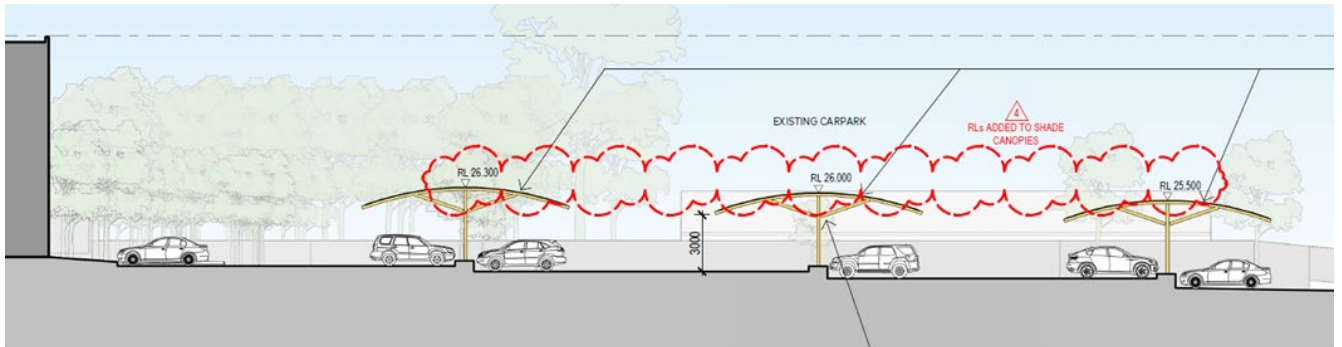 EXISTING CARPARK
4
RLs ADDED TO SHADE
CANOPIES
RL 26.300
RL 26.000
RL 25.500
3000